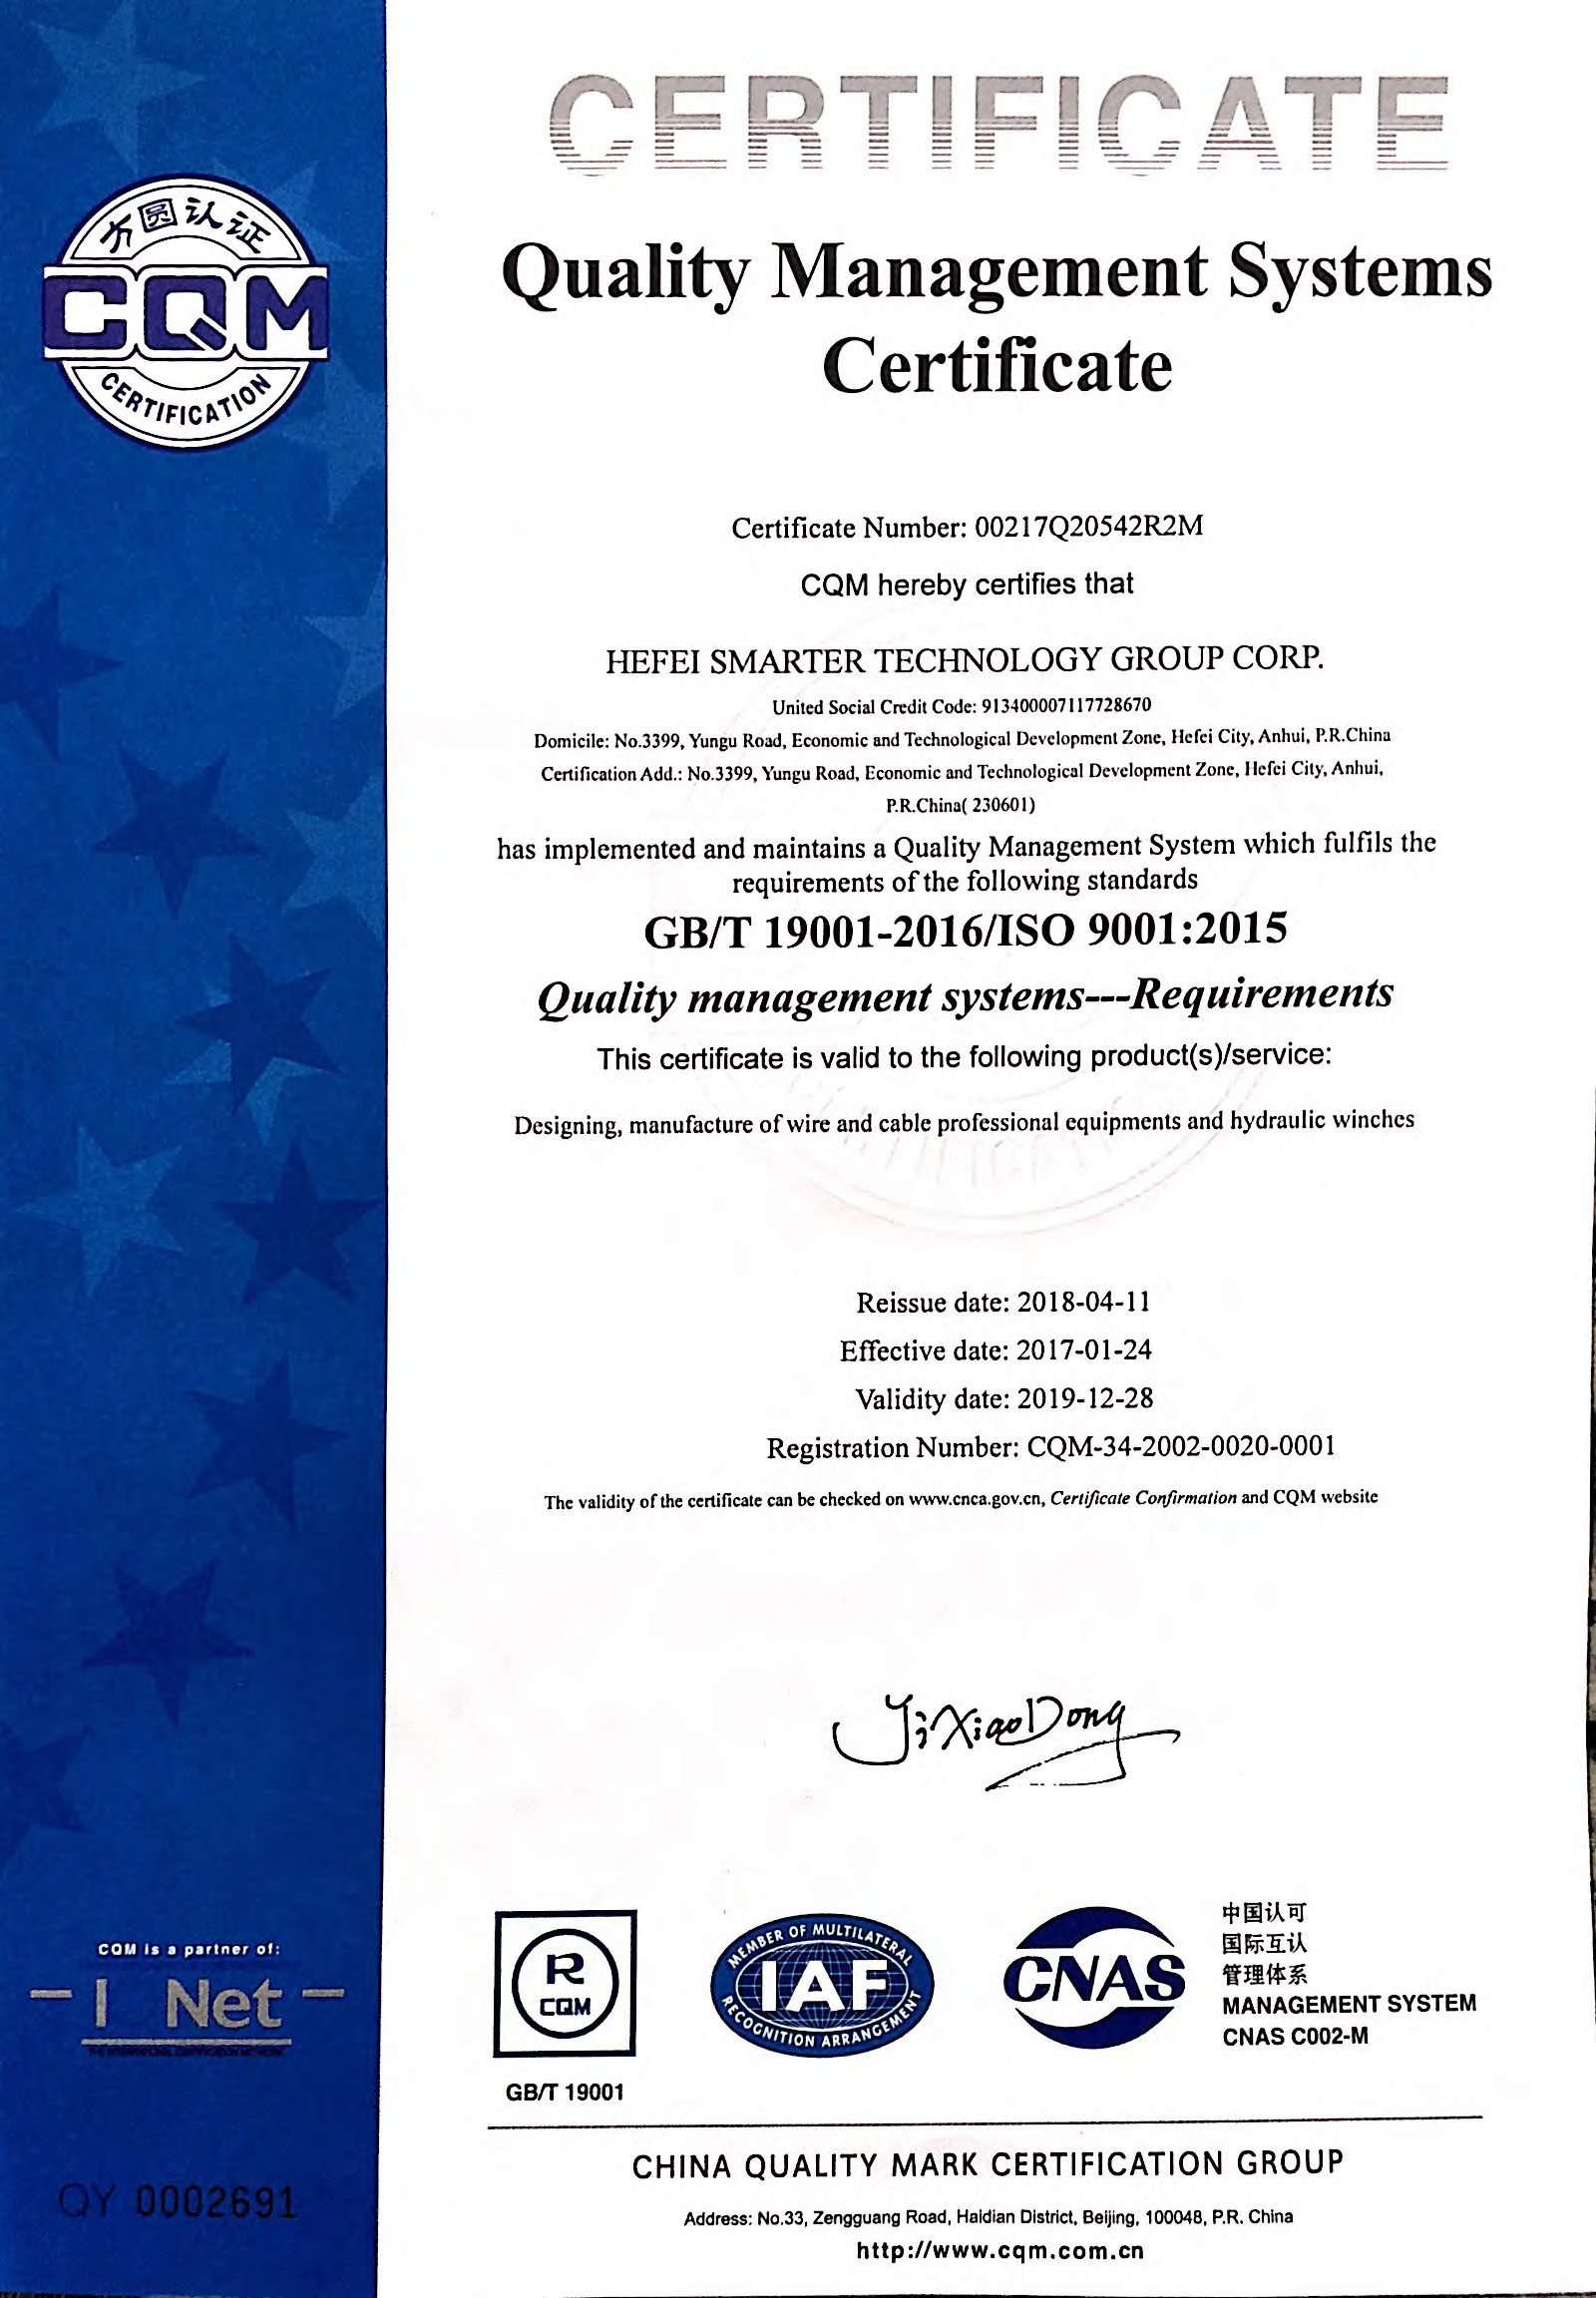 CERTIFICATE
方圆认证
CQM
CERTIFICATION
Quality Management Systems
Certificate
Certificate Number: 00217Q20542R2M
CQM hereby certifies that
HEFEI SMARTER TECHNOLOGY GROUP CORP.
United Social Credit Code: 913400007117728670
Domicile: No.3399, Yungu Road, Economic and Technological Development Zone, Hefei City, Anhui, P.R.China
Certification Add.: No.3399, Yungu Road, Economic and Technological Development Zone, Hefei City, Anhui,
P.R.China( 230601)
has implemented and maintains a Quality Management System which fulfils the
requirements of the following standards
GB/T 19001-2016/ISO 9001:2015
Quality management systems---Requirements
This certificate is valid to the following product(s)/service:
Designing, manufacture of wire and cable professional equipments and hydraulic winches
Reissue date: 2018-04-11
Effective date: 2017-01-24
Validity date: 2019-12-28
Registration Number: CQM-34-2002-0020-0001
The validity of the certificate can be checked on www.cnca.gov.cn, Certificate Confirmation and CQM website
JiXiaoDong
CQM is a partner of:
I Net
THE INTERNATIONAL CERTIFICATION NETWORK
QY 0002691
R
CQM
GB/T 19001
MEMBER OF MULTILATERAL
IAF
RECOGNITION ARRANGEMENT
CNAS
中国认可
国际互认
管理体系
MANAGEMENT SYSTEM
CNAS C002-M
CHINA QUALITY MARK CERTIFICATION GROUP
Address: No.33, Zengguang Road, Haidian District, Beijing, 100048, P.R. China
http://www.cqm.com.cn